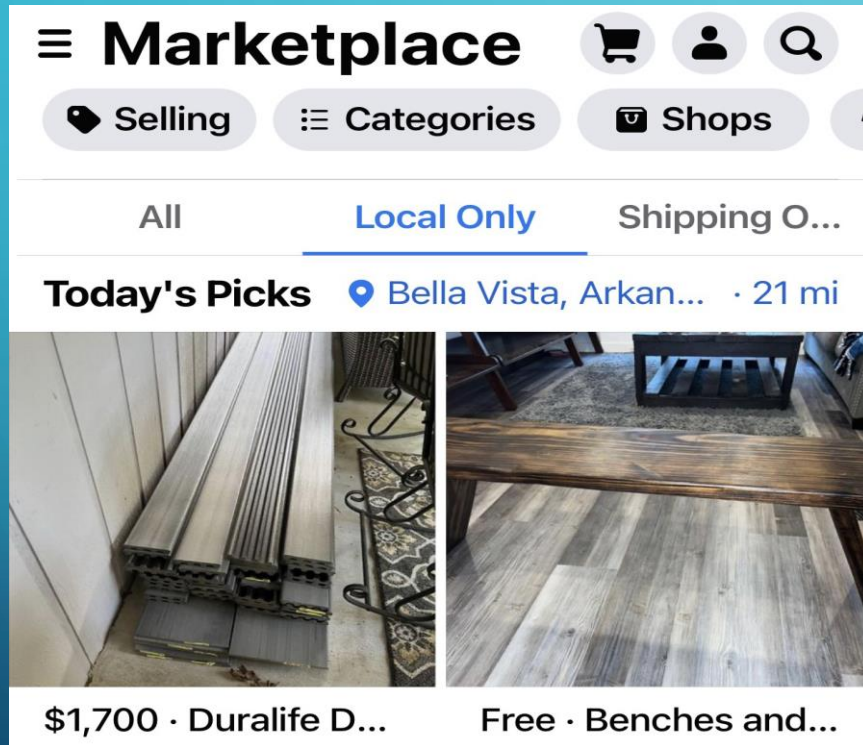 Marketplace
Selling Categories Shops
All Local Only Shipping O...
Today's Picks Bella Vista, Arkan... · 21 mi
$1,700 · Duralife D... Free · Benches and...